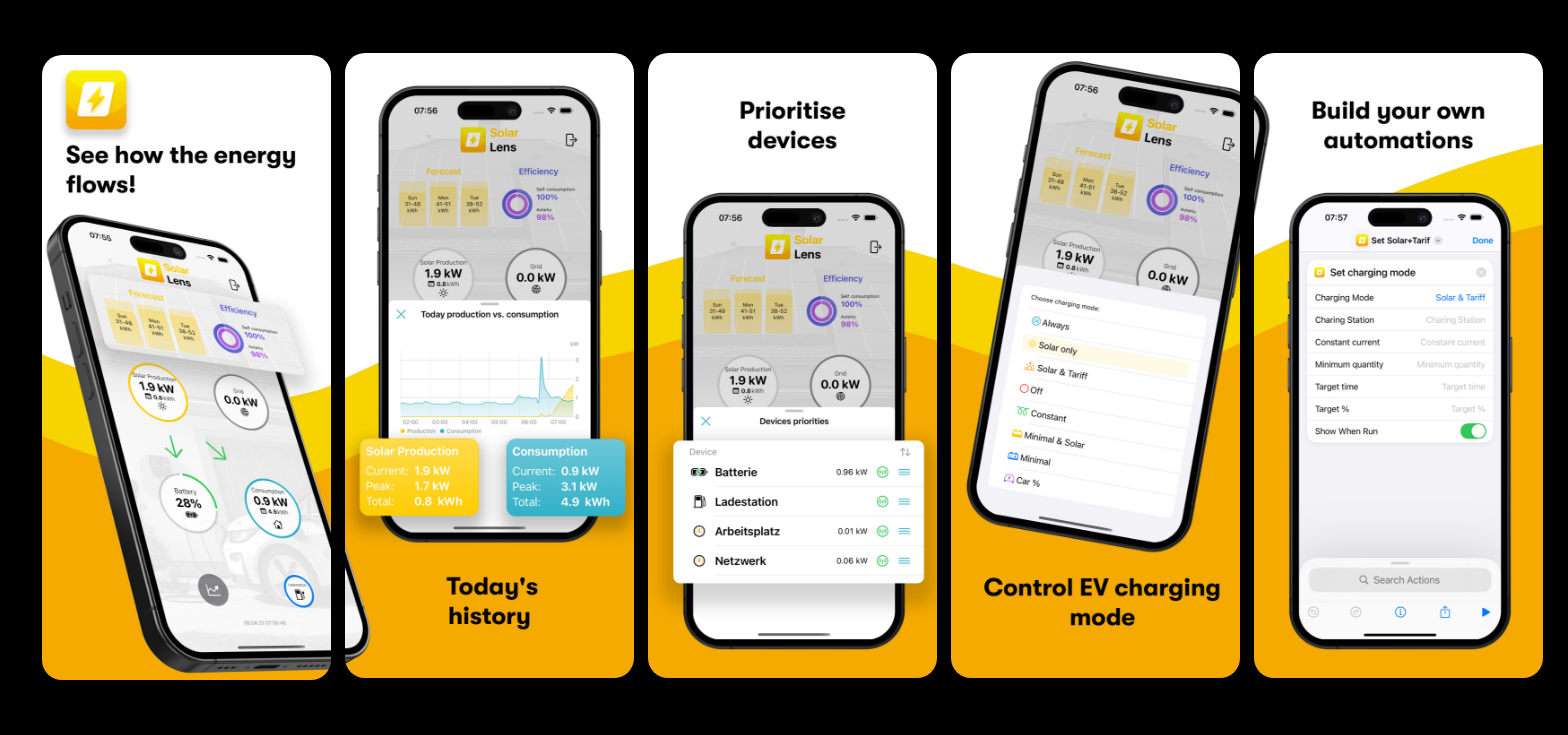 See how the energy
flows!
07:55
Solar
Lens
Forecast
Efficiency
Sun
31-48
kWh
Mon
41-51
kWh
Tue
38-52
kWh
Self consumption
100%
Autarky
98%
Solar Production
1.9 kW
0.8 kWh
Grid
0.0 kW
Battery
28%
Consumption
0.9 kW
4.9 kWh
07:56
Solar
Lens
Forecast
Efficiency
Sun
31-48
kWh
Mon
41-51
kWh
Tue
38-52
kWh
Self consumption
100%
Autarky
98%
Solar Production
1.9 kW
0.8 kWh
Grid
0.0 kW
Today production vs. consumption
kW
3
2
1
0
02:00 03:00 04:00 05:00 06:00 07:00
Production Consumption
Solar Production
Current: 1.9 kW
Peak: 1.7 kW
Total: 0.8 kWh
Consumption
Current: 0.9 kW
Peak: 3.1 kW
Total: 4.9 kWh
Today's
history
Prioritise
devices
07:56
Solar
Lens
Forecast
Efficiency
Sun
31-48
kWh
Mon
41-51
kWh
Tue
38-52
kWh
Self consumption
100%
Autarky
98%
Solar Production
1.9 kW
0.8 kWh
Grid
0.0 kW
Devices priorities
Device
Batterie 0.96 kW
Ladestation
Arbeitsplatz 0.01 kW
Netzwerk 0.06 kW
07:56
Solar
Lens
Forecast
Efficiency
Sun
31-48
kWh
Mon
41-51
kWh
Tue
38-52
kWh
Self consumption
100%
Autarky
98%
Solar Production
1.9 kW
0.8 kWh
Grid
0.0 kW
Choose charging mode:
Always
Solar only
Solar & Tariff
Off
Constant
Minimal & Solar
Minimal
Car %
Control EV charging
mode
Build your own
automations
07:57
Set Solar+Tarif
Done
Set charging mode
Charging Mode Solar & Tariff
Charing Station Charing Station
Constant current Constant current
Minimum quantity Minimum quantity
Target time Target time
Target % Target %
Show When Run
Search Actions